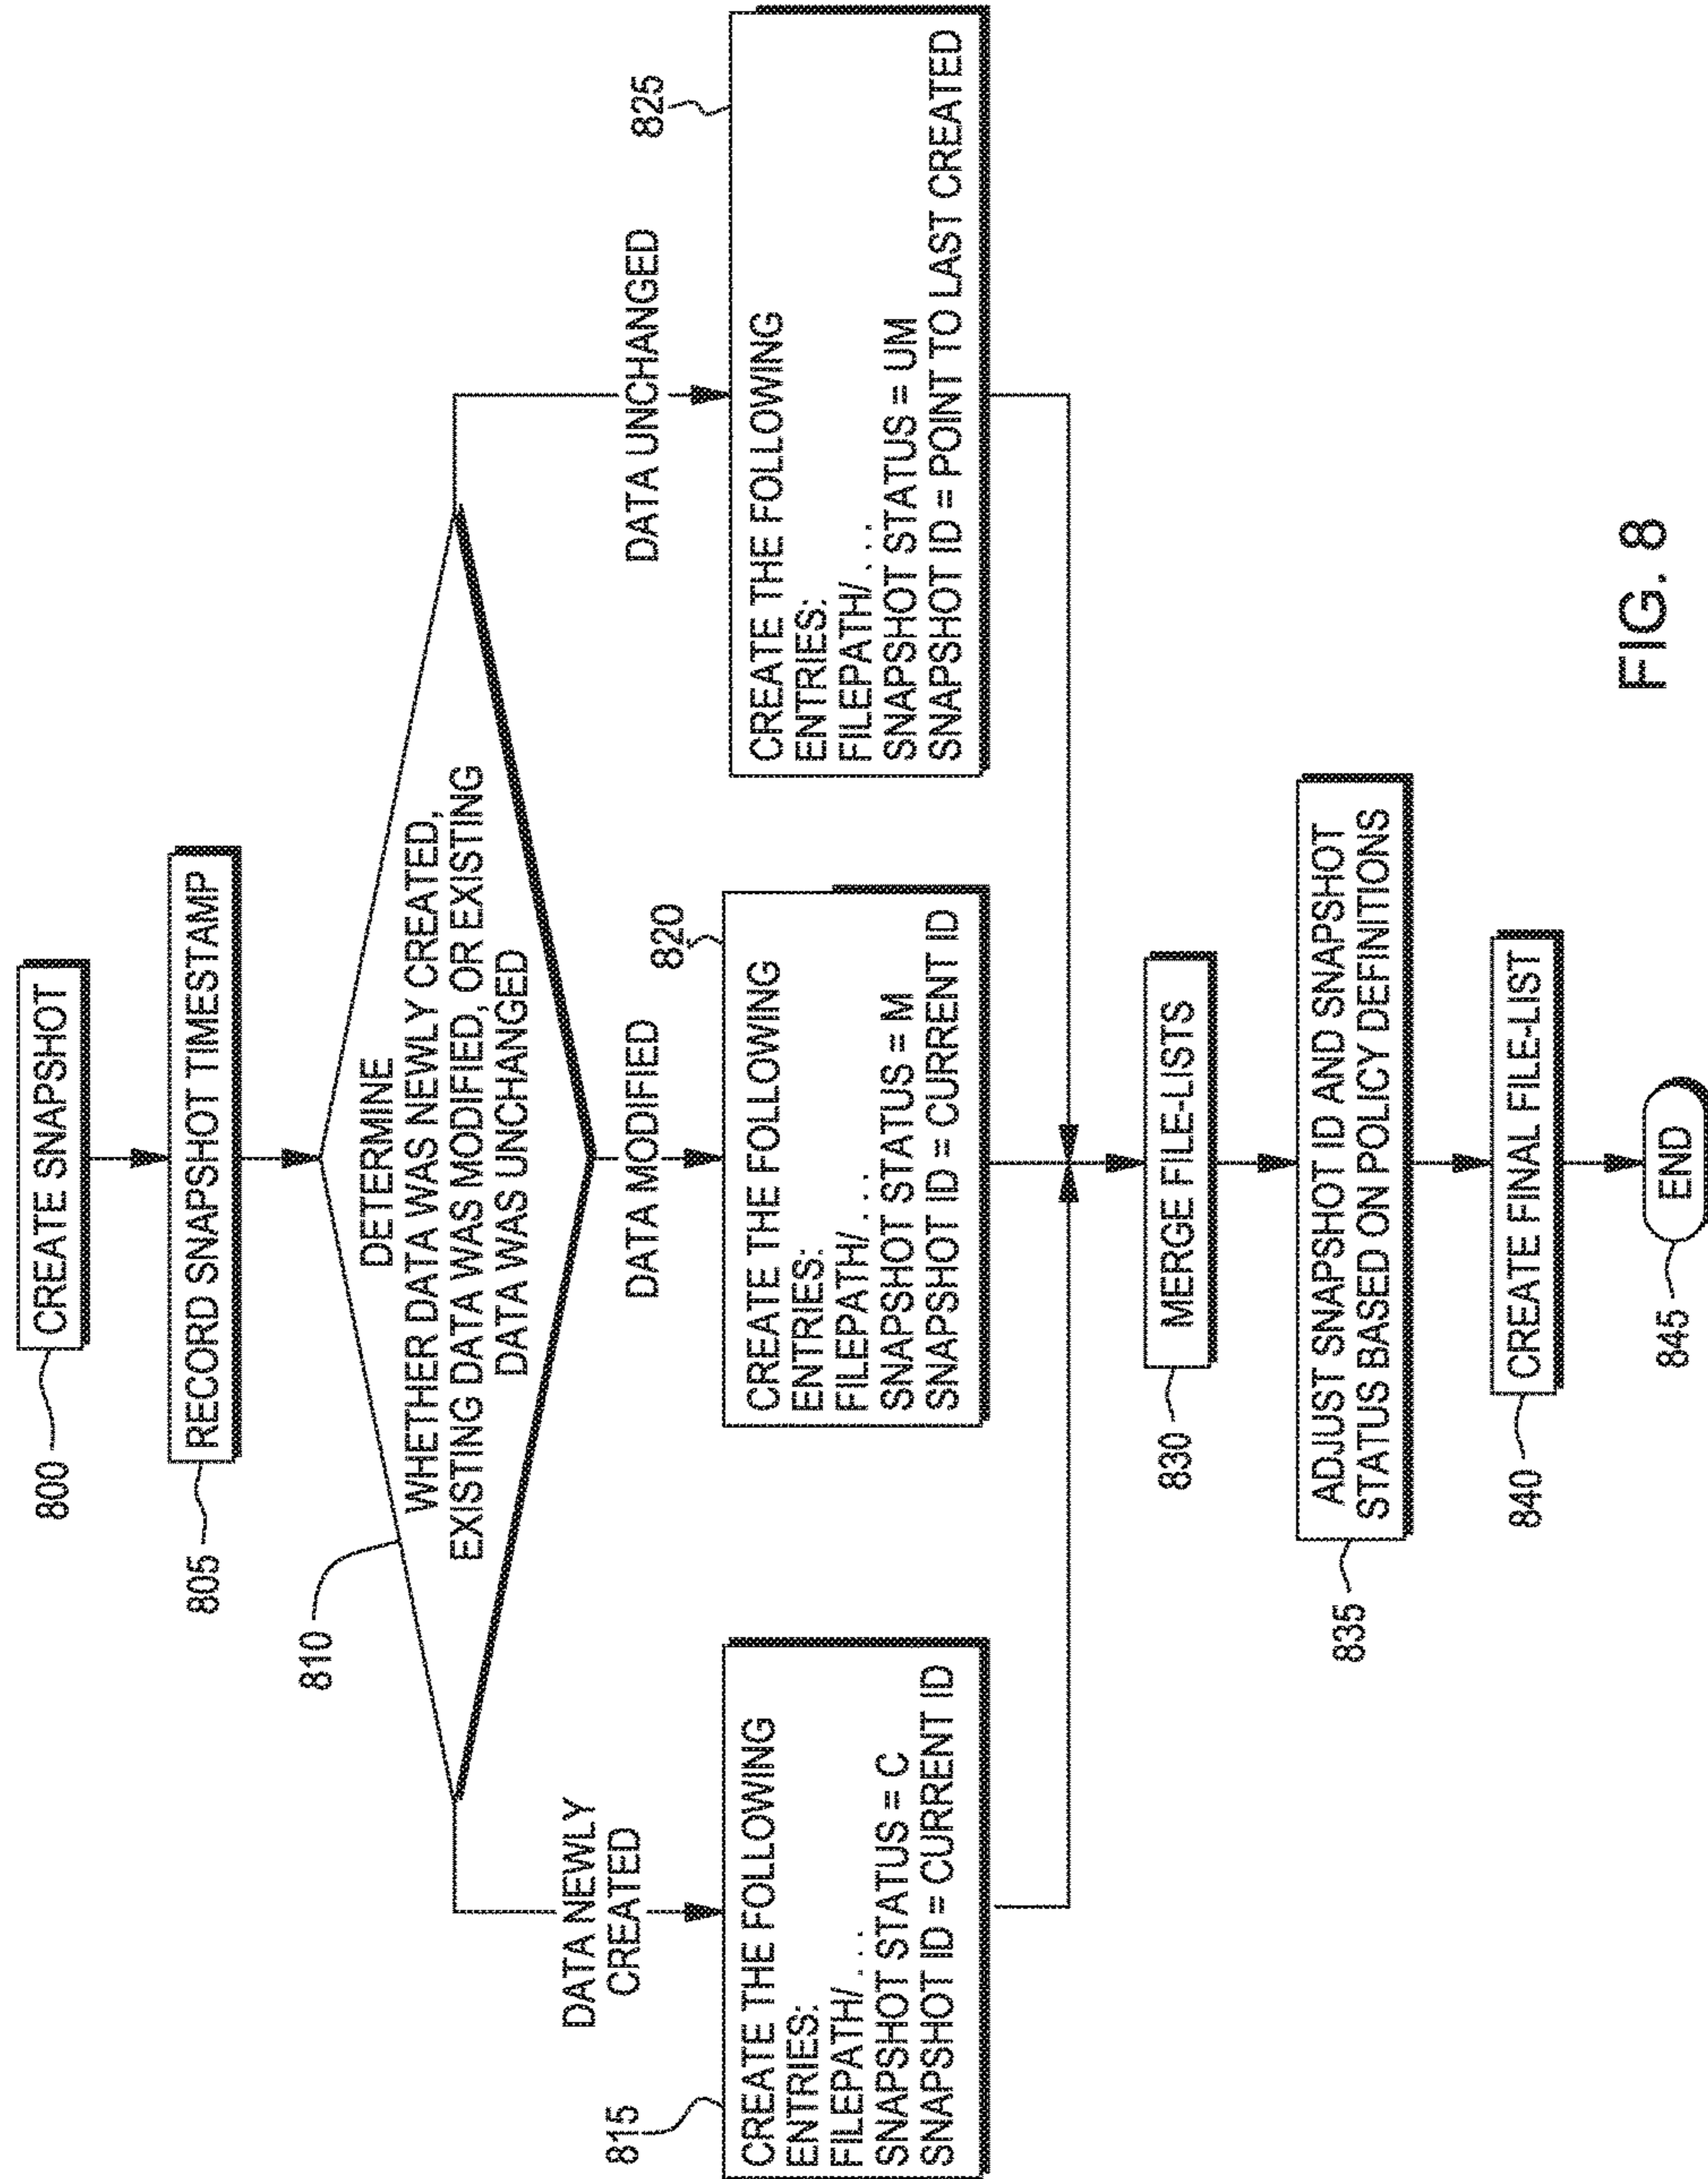 800
CREATE SNAPSHOT
805
RECORD SNAPSHOT TIMESTAMP
810
DETERMINE
WHETHER DATA WAS NEWLY CREATED,
EXISTING DATA WAS MODIFIED, OR EXISTING
DATA WAS UNCHANGED
DATA NEWLY
CREATED
DATA MODIFIED
DATA UNCHANGED
815
CREATE THE FOLLOWING
ENTRIES:
FILEPATH/. . .
SNAPSHOT STATUS = C
SNAPSHOT ID = CURRENT ID
820
CREATE THE FOLLOWING
ENTRIES:
FILEPATH/. . .
SNAPSHOT STATUS = M
SNAPSHOT ID = CURRENT ID
825
CREATE THE FOLLOWING
ENTRIES:
FILEPATH/. . .
SNAPSHOT STATUS = UM
SNAPSHOT ID = POINT TO LAST CREATED
830
MERGE FILE-LISTS
835
ADJUST SNAPSHOT ID AND SNAPSHOT
STATUS BASED ON POLICY DEFINITIONS
840
CREATE FINAL FILE-LIST
845
END
FIG. 8